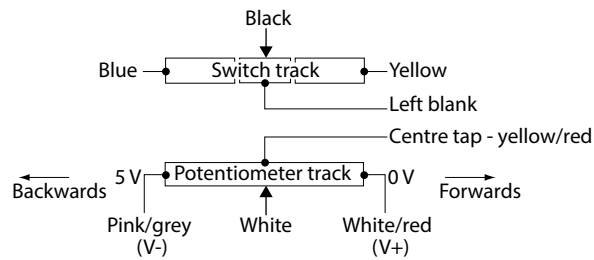 Black
Blue
Switch track
Yellow
Left blank
Centre tap - yellow/red
5 V
Potentiometer track
0 V
Backwards
Forwards
Pink/grey
(V-)
White
White/red
(V+)